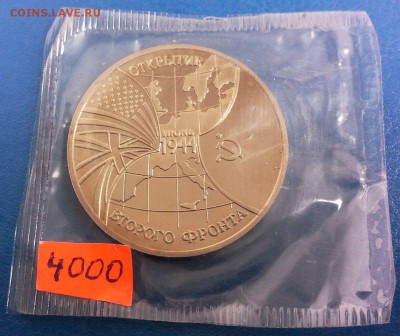 COINS.LAVE.RU
ОТКРЫТИЕ
ИЮНЬ
1944
ВТОРОГО ФРОНТА
4000